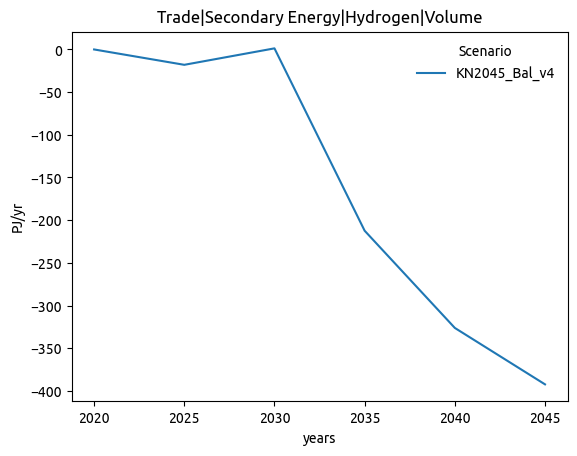 Trade|Secondary Energy|Hydrogen|Volume
Scenario
KN2045_Bal_v4
0
−50
−100
−150
−200
−250
−300
−350
−400
PJ/yr
2020 2025 2030 2035 2040 2045
years